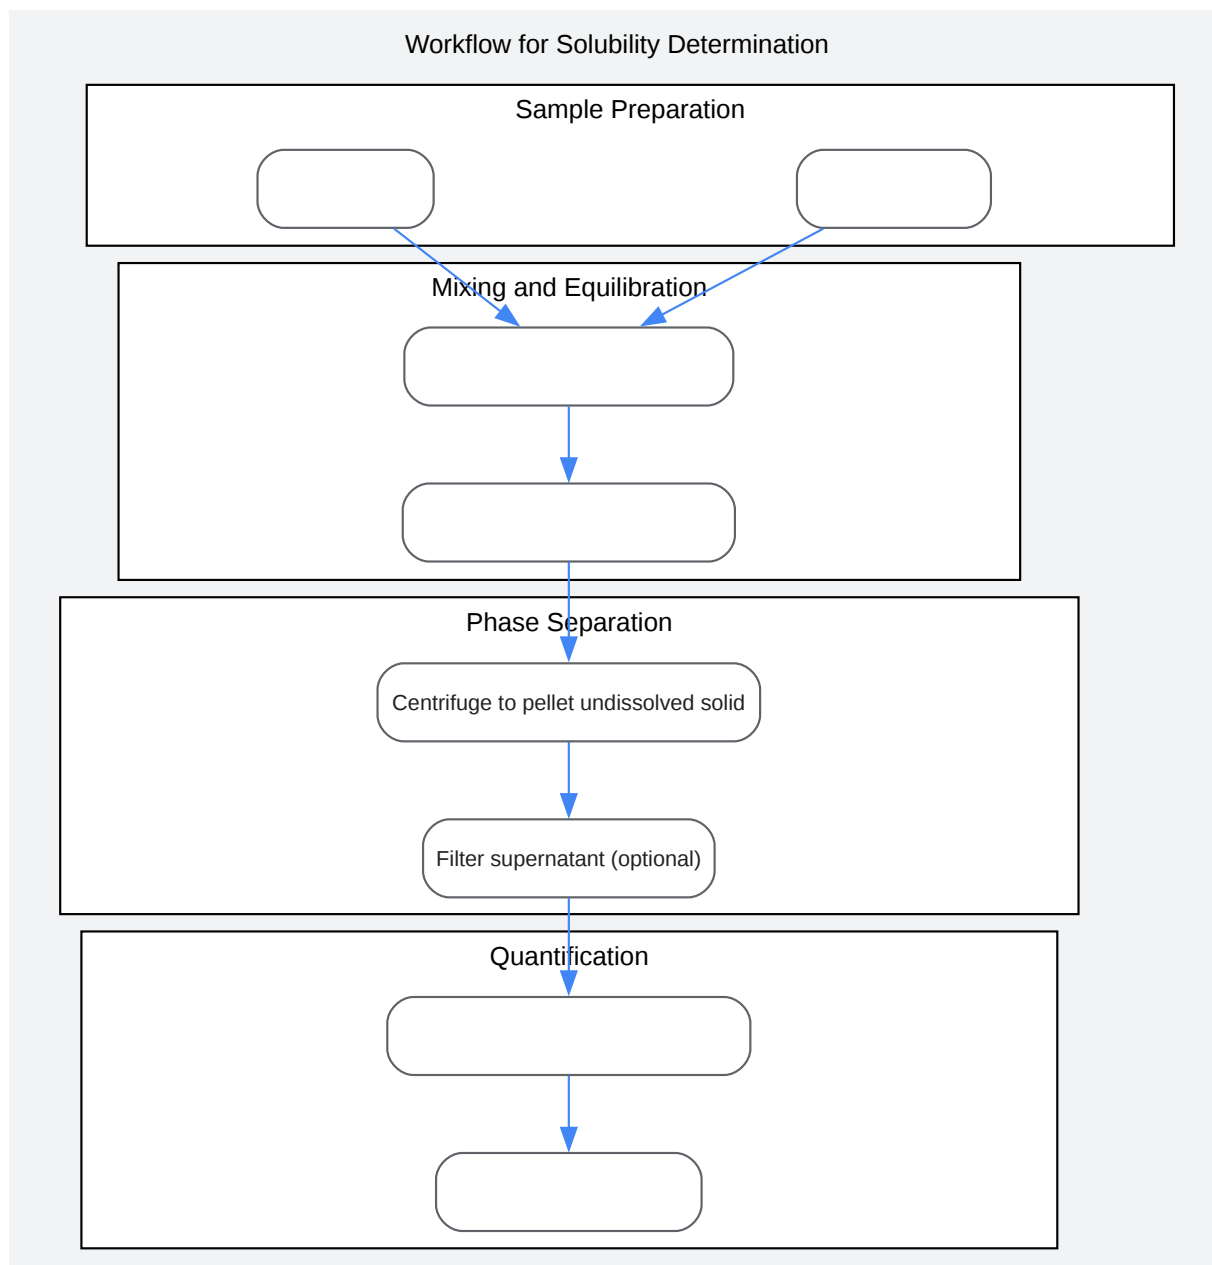 Workflow for Solubility Determination
Sample Preparation
Mixing and Equilibration
Phase Separation
Centrifuge to pellet undissolved solid
Filter supernatant (optional)
Quantification